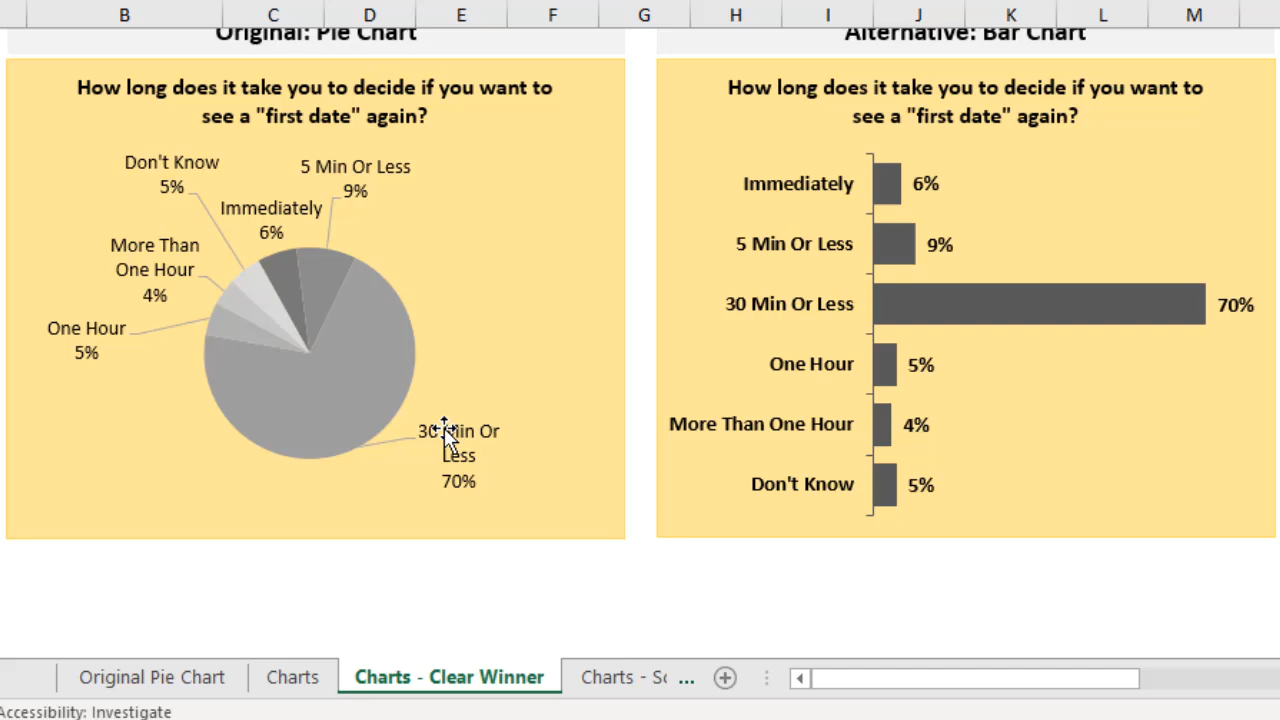 B C D E F G H I J K L M
Original: Pie Chart
How long does it take you to decide if you want to
see a "first date" again?
Don't Know
5%
5 Min Or Less
9%
Immediately
6%
More Than
One Hour
4%
One Hour
5%
30 Min Or
Less
70%
Alternative: Bar Chart
How long does it take you to decide if you want to
see a "first date" again?
Immediately 6%
5 Min Or Less 9%
30 Min Or Less 70%
One Hour 5%
More Than One Hour 4%
Don't Know 5%
Original Pie Chart Charts Charts - Clear Winner Charts - Sc ...
Accessibility: Investigate